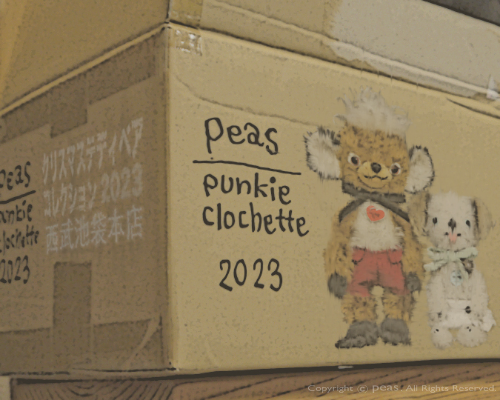 peas
punkie
clochette
2023
peas
punkie
clochette
2023
クリスマステディベア
コレクション 2023
西武池袋本店
Copyright (c) peas. All Rights Reserved.